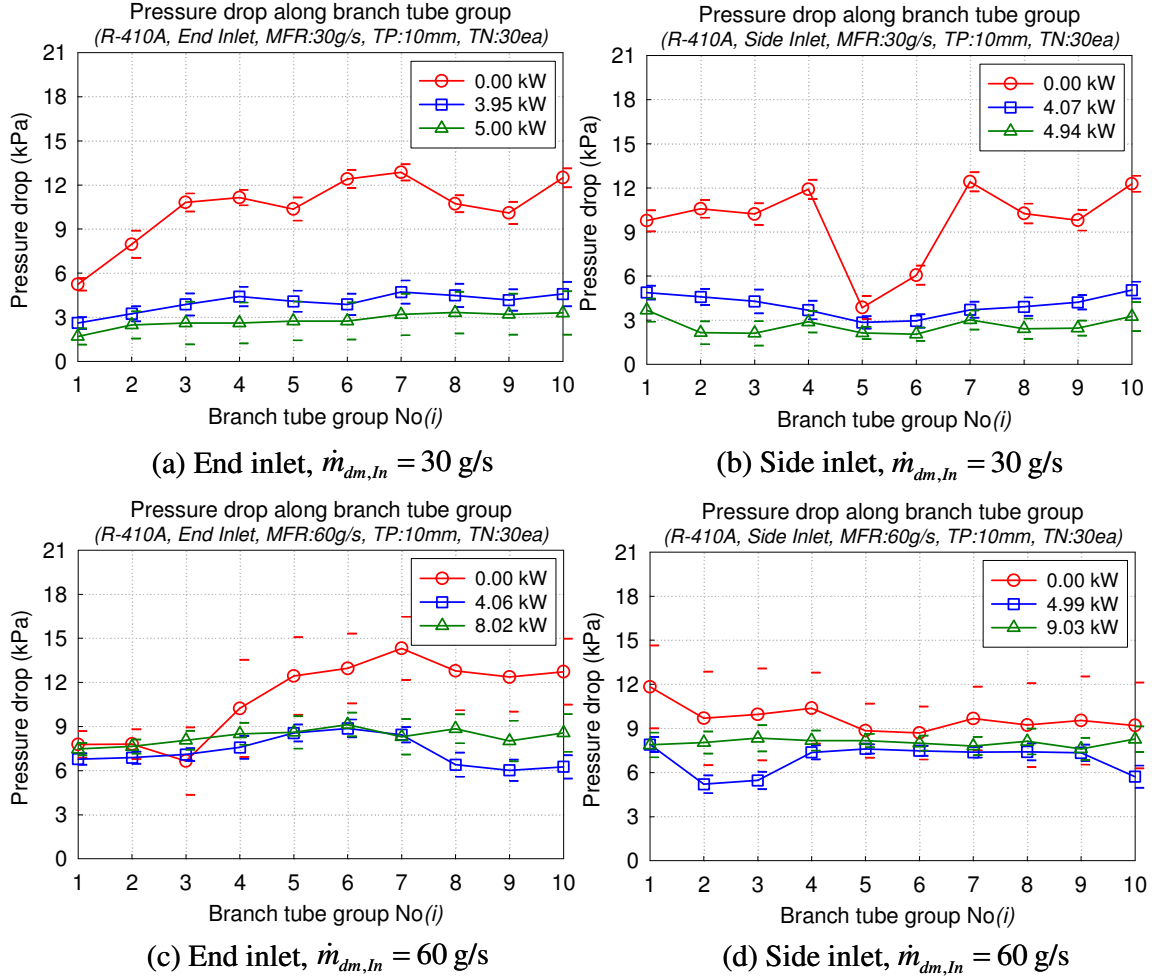 Pressure drop along branch tube group
(R-410A, End Inlet, MFR:30g/s, TP:10mm, TN:30ea)
21
18
15
12
9
6
3
0
Pressure drop (kPa)
0.00 kW
3.95 kW
5.00 kW
1 2 3 4 5 6 7 8 9 10
Branch tube group No(i)
(a) End inlet, ṁ_dm,In = 30 g/s
Pressure drop along branch tube group
(R-410A, Side Inlet, MFR:30g/s, TP:10mm, TN:30ea)
21
18
15
12
9
6
3
0
Pressure drop (kPa)
0.00 kW
4.07 kW
4.94 kW
1 2 3 4 5 6 7 8 9 10
Branch tube group No(i)
(b) Side inlet, ṁ_dm,In = 30 g/s
Pressure drop along branch tube group
(R-410A, End Inlet, MFR:60g/s, TP:10mm, TN:30ea)
21
18
15
12
9
6
3
0
Pressure drop (kPa)
0.00 kW
4.06 kW
8.02 kW
1 2 3 4 5 6 7 8 9 10
Branch tube group No(i)
(c) End inlet, ṁ_dm,In = 60 g/s
Pressure drop along branch tube group
(R-410A, Side Inlet, MFR:60g/s, TP:10mm, TN:30ea)
21
18
15
12
9
6
3
0
Pressure drop (kPa)
0.00 kW
4.99 kW
9.03 kW
1 2 3 4 5 6 7 8 9 10
Branch tube group No(i)
(d) Side inlet, ṁ_dm,In = 60 g/s